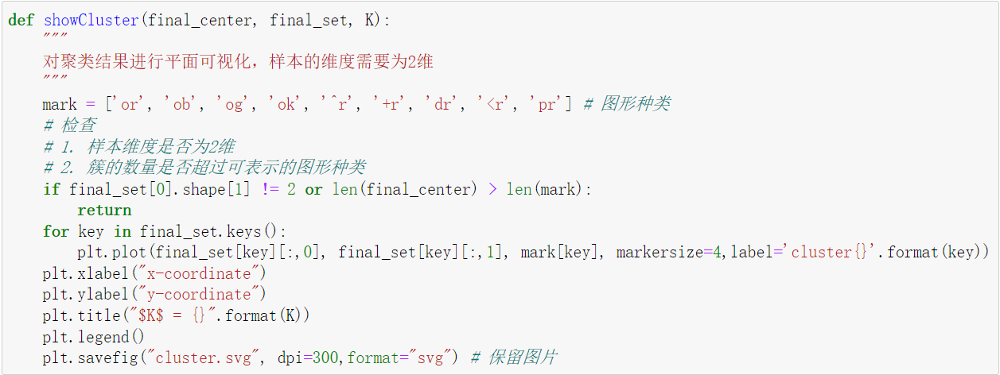 def showCluster(final_center, final_set, K):
    """
    对聚类结果进行平面可视化，样本的维度需要为2维
    """
    mark = ['or', 'ob', 'og', 'ok', '^r', '+r', 'dr', '<r', 'pr'] # 图形种类
    # 检查
    # 1. 样本维度是否为2维
    # 2. 簇的数量是否超过可表示的图形种类
    if final_set[0].shape[1] != 2 or len(final_center) > len(mark):
        return
    for key in final_set.keys():
        plt.plot(final_set[key][:,0], final_set[key][:,1], mark[key], markersize=4,label='cluster{}'.format(key))
    plt.xlabel("x-coordinate")
    plt.ylabel("y-coordinate")
    plt.title("$K$ = {}".format(K))
    plt.legend()
    plt.savefig("cluster.svg", dpi=300,format="svg") # 保留图片